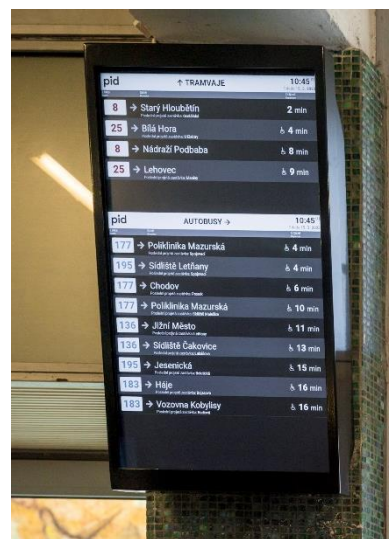 pid ↑ TRAMVAJE 10:45
8 → Starý Hloubětín 2 min
25 → Bílá Hora 4 min
8 → Nádraží Podbaba 8 min
25 → Lehovec 9 min
pid AUTOBUSY → 10:45
177 → Poliklinika Mazurská 4 min
195 → Sídliště Letňany 4 min
177 → Chodov 6 min
177 → Poliklinika Mazurská 10 min
136 → Jižní Město 11 min
136 → Sídliště Čakovice 13 min
195 → Jesenická 15 min
183 → Háje 16 min
183 → Vozovna Kobylisy 16 min